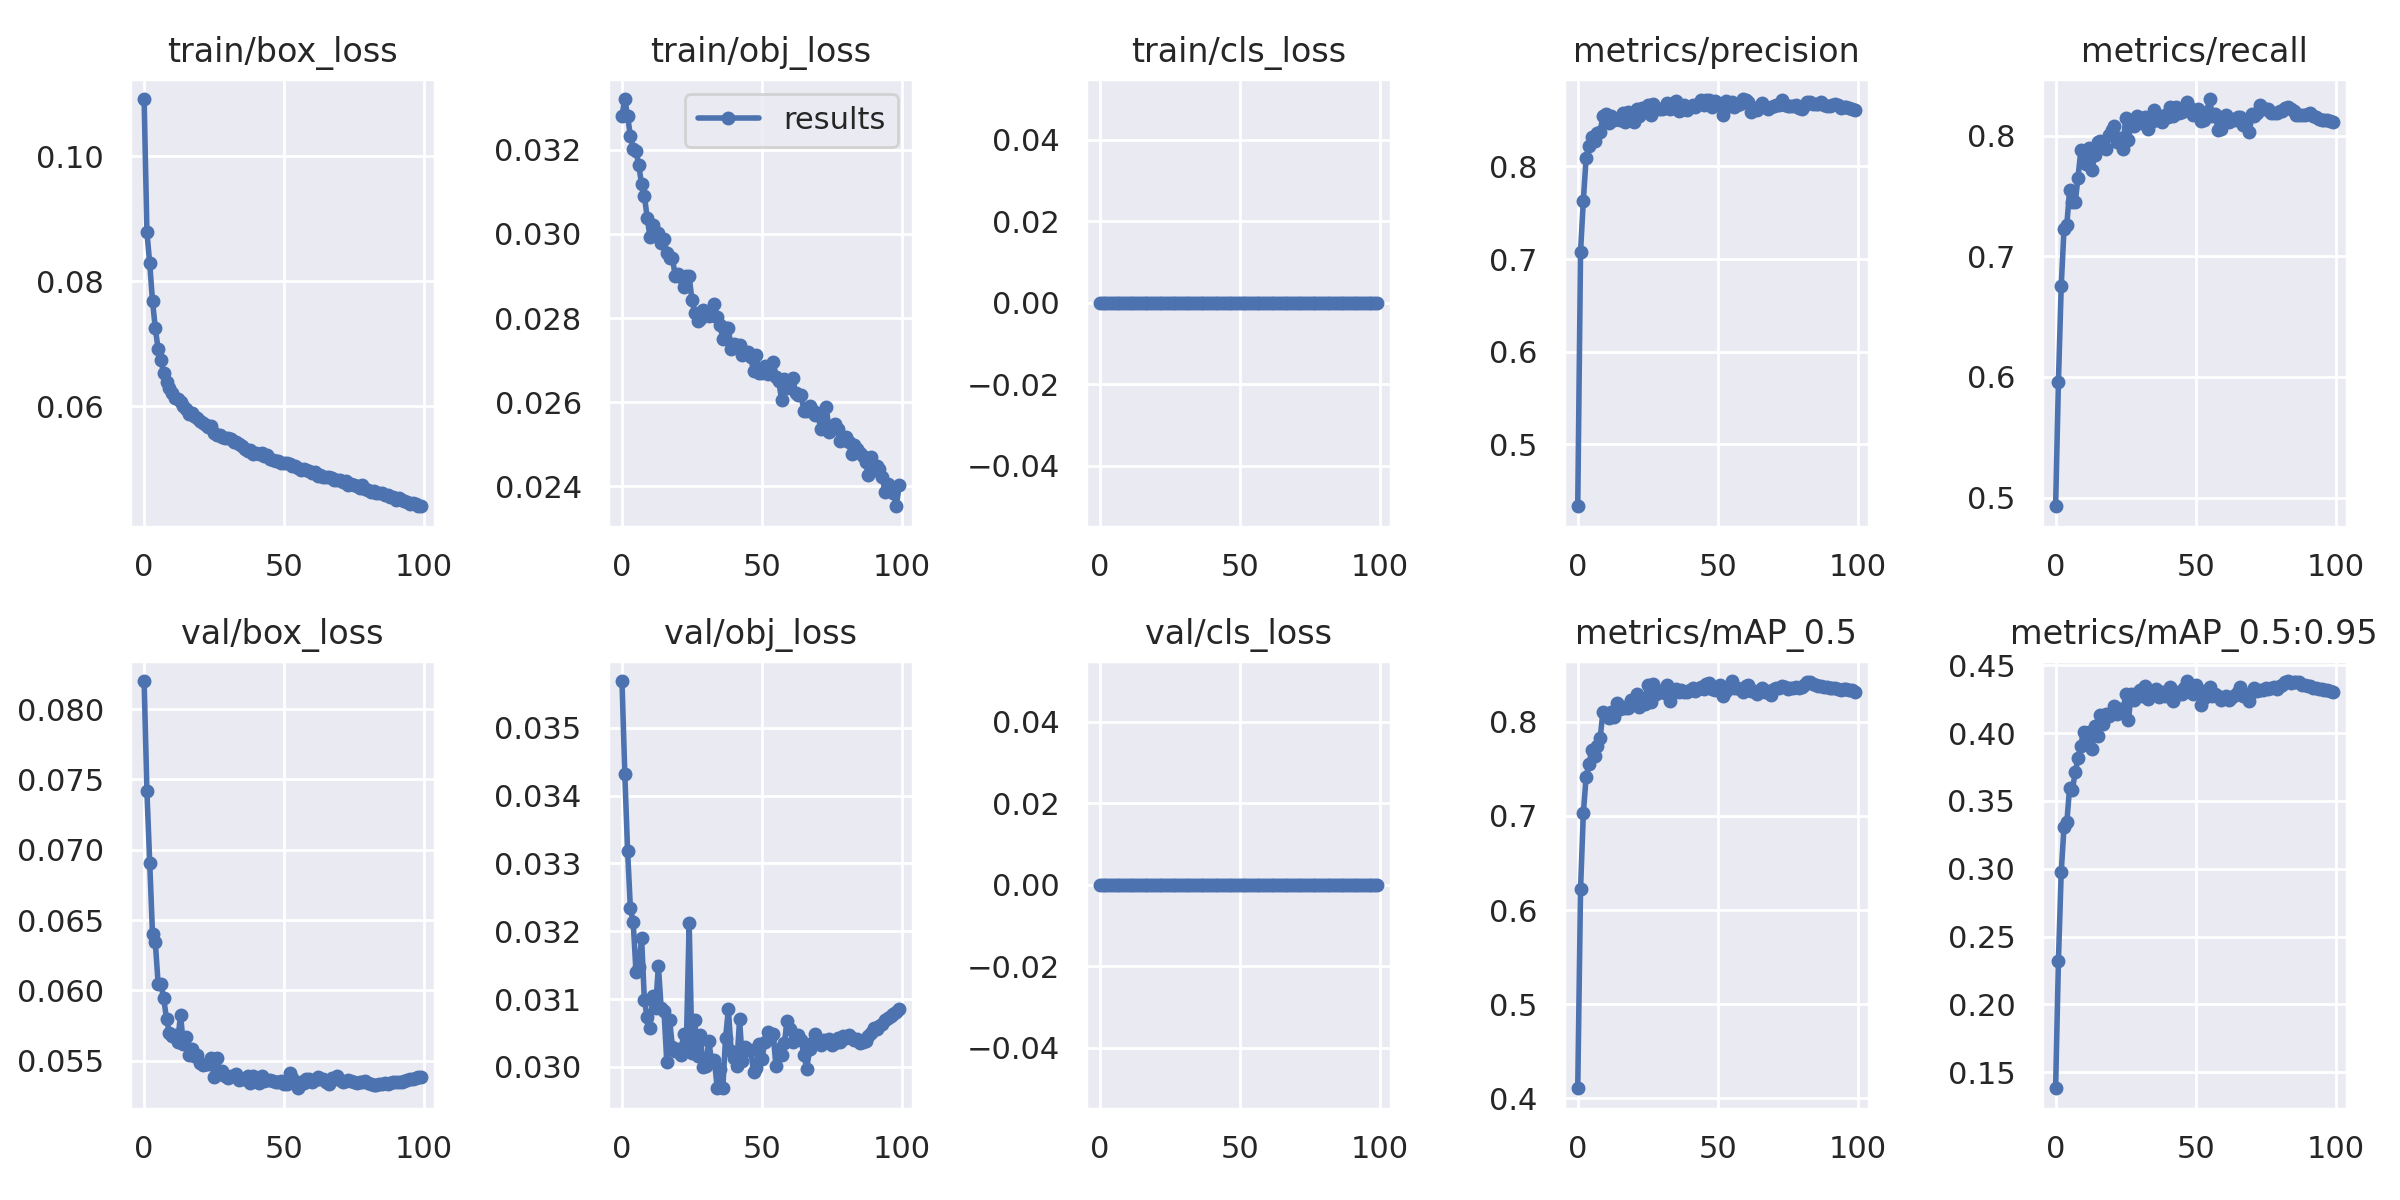 train/box_loss
train/obj_loss
train/cls_loss
metrics/precision
metrics/recall
0.10
0.08
0.06
0 50 100
results
0.032
0.030
0.028
0.026
0.024
0 50 100
0.04
0.02
0.00
−0.02
−0.04
0 50 100
0.8
0.7
0.6
0.5
0 50 100
0.8
0.7
0.6
0.5
0 50 100
val/box_loss
val/obj_loss
val/cls_loss
metrics/mAP_0.5
metrics/mAP_0.5:0.95
0.080
0.075
0.070
0.065
0.060
0.055
0 50 100
0.035
0.034
0.033
0.032
0.031
0.030
0 50 100
0.04
0.02
0.00
−0.02
−0.04
0 50 100
0.8
0.7
0.6
0.5
0.4
0 50 100
0.45
0.40
0.35
0.30
0.25
0.20
0.15
0 50 100